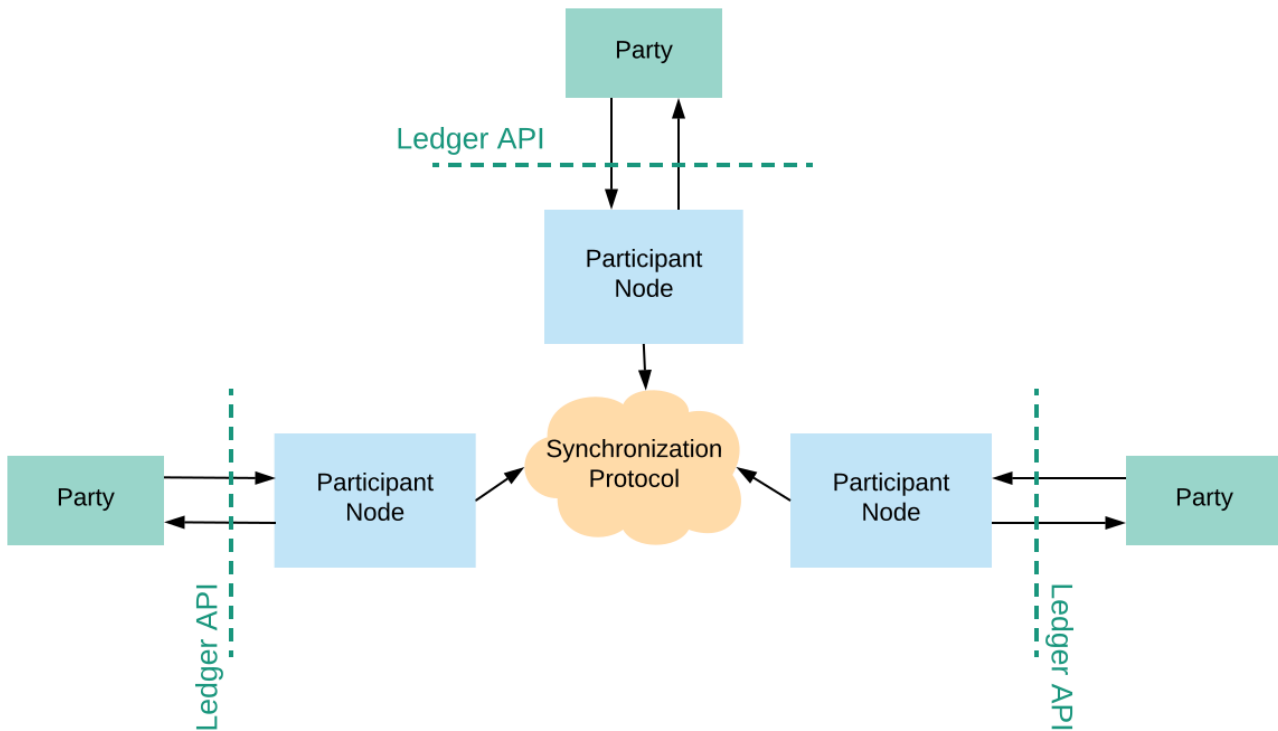 Party
Ledger API
Participant
Node
Synchronization
Protocol
Party
Participant
Node
Ledger API
Participant
Node
Party
Ledger API